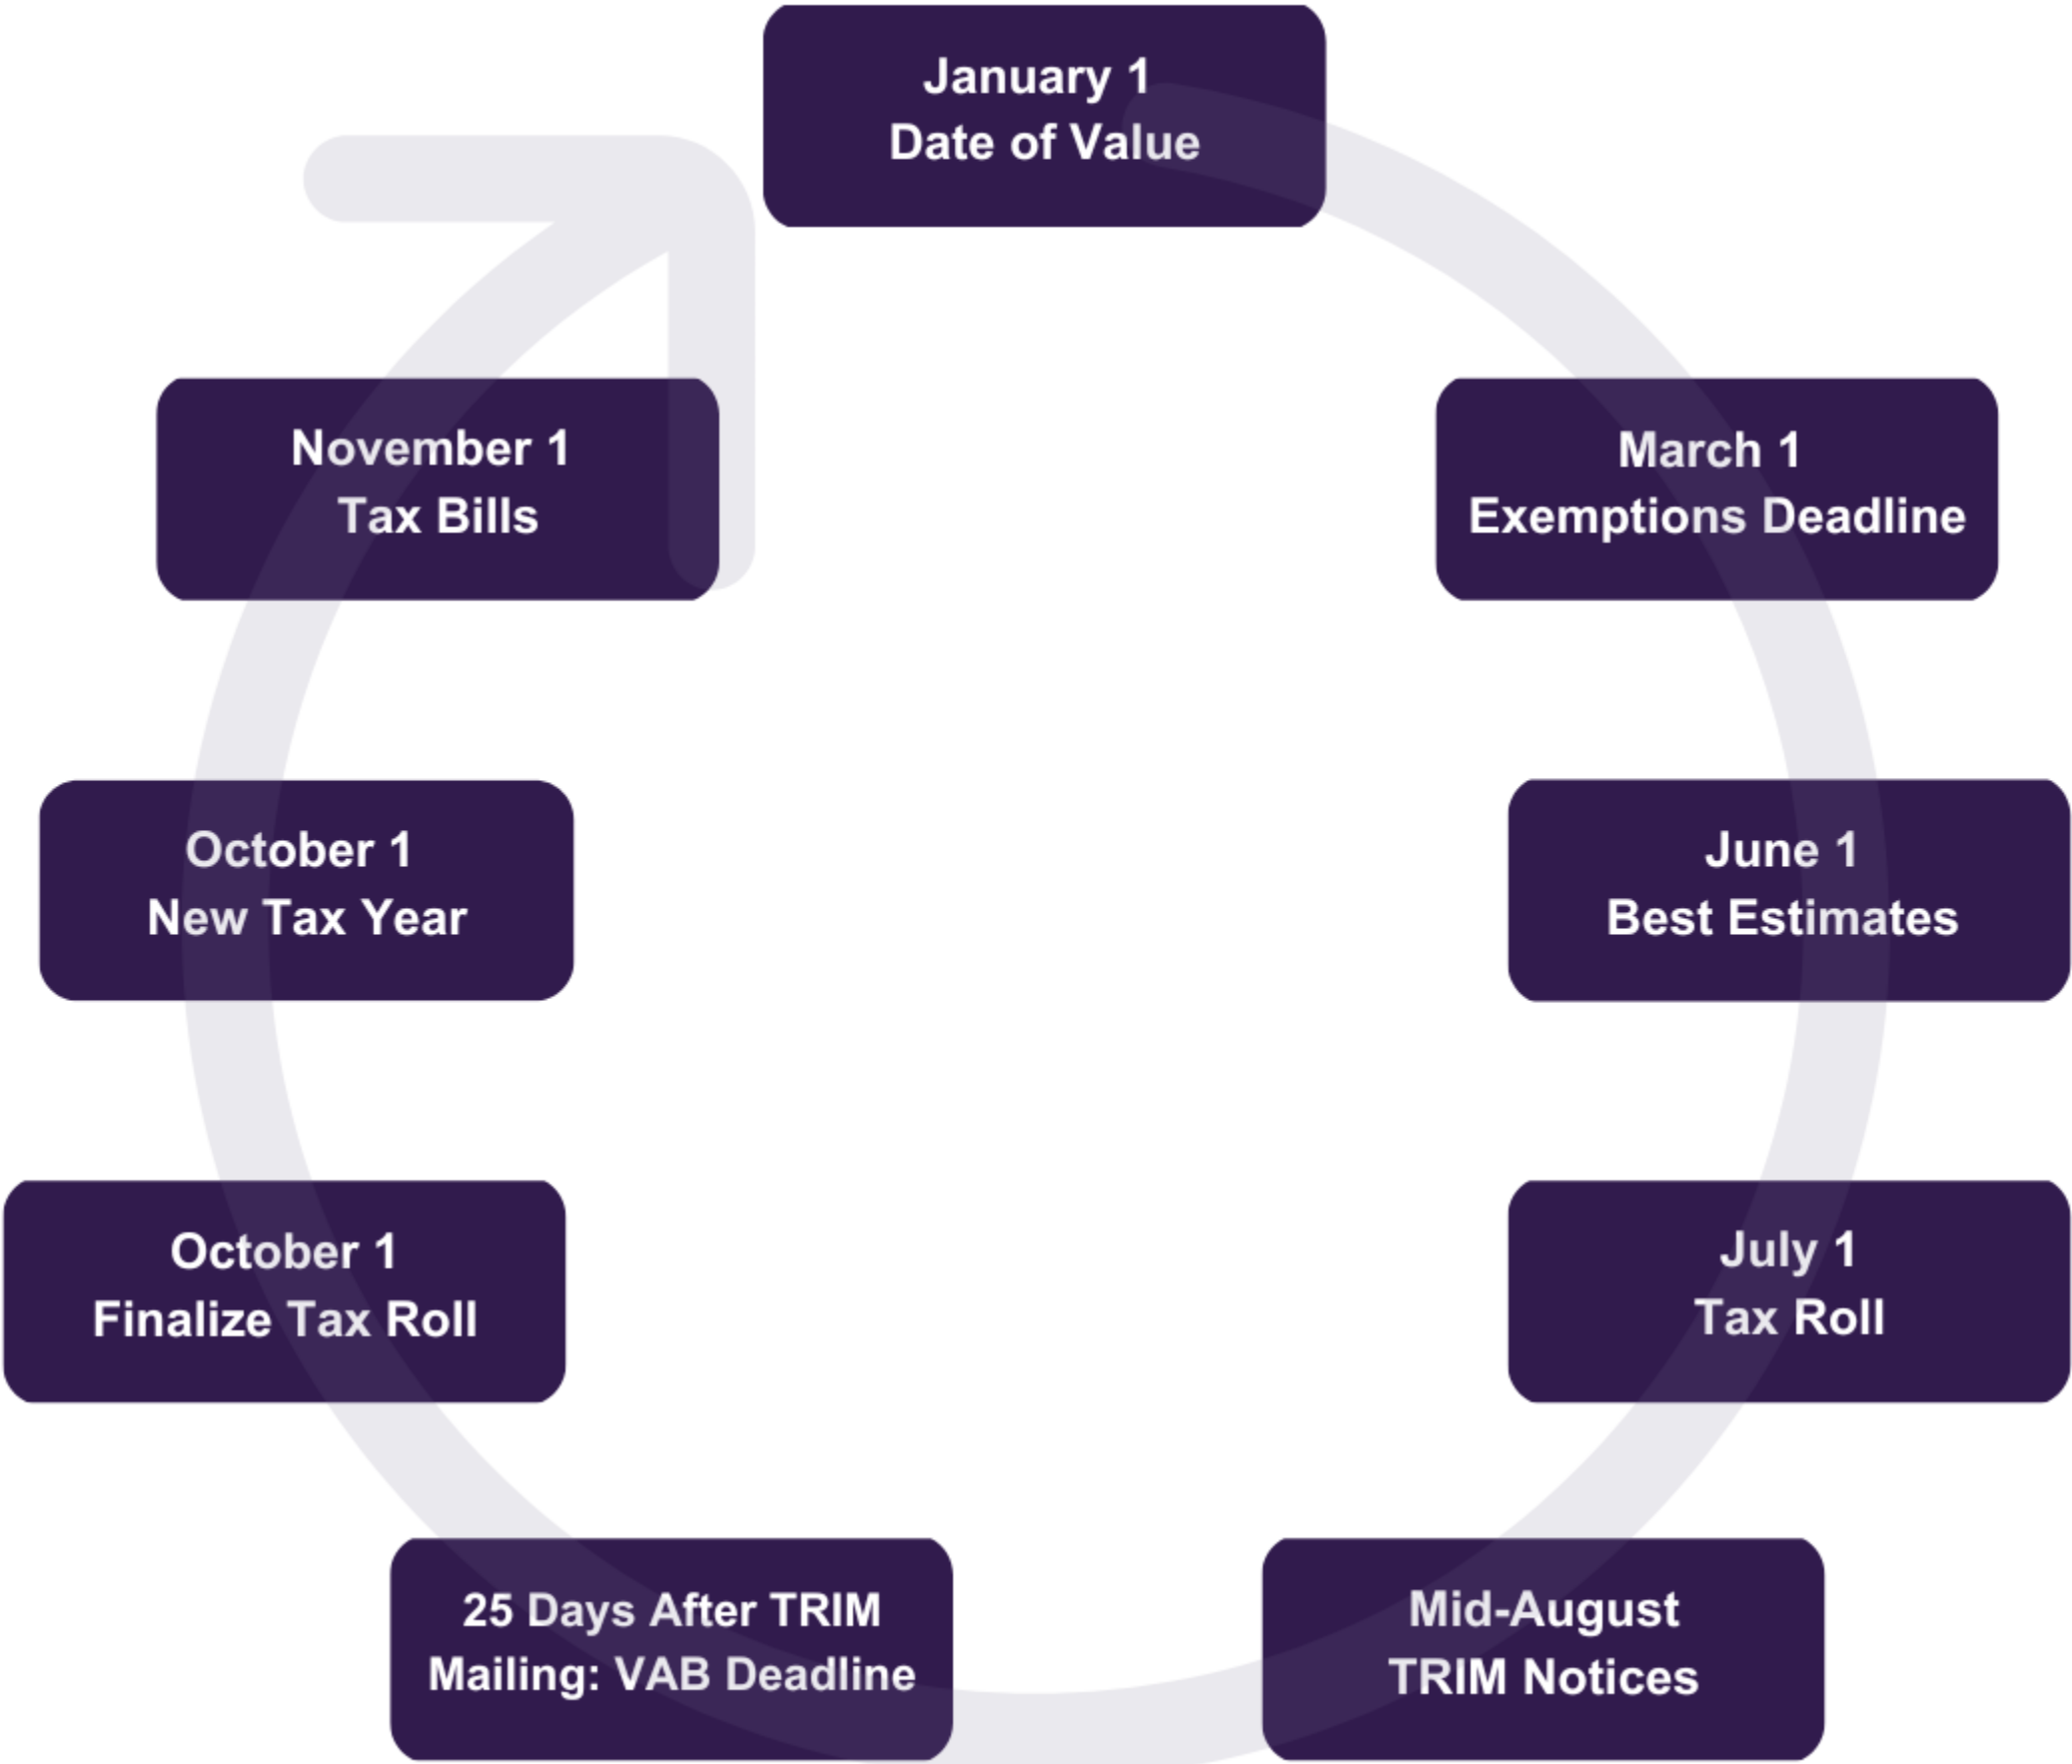 January 1
Date of Value
March 1
Exemptions Deadline
June 1
Best Estimates
July 1
Tax Roll
Mid-August
TRIM Notices
25 Days After TRIM
Mailing: VAB Deadline
October 1
Finalize Tax Roll
October 1
New Tax Year
November 1
Tax Bills